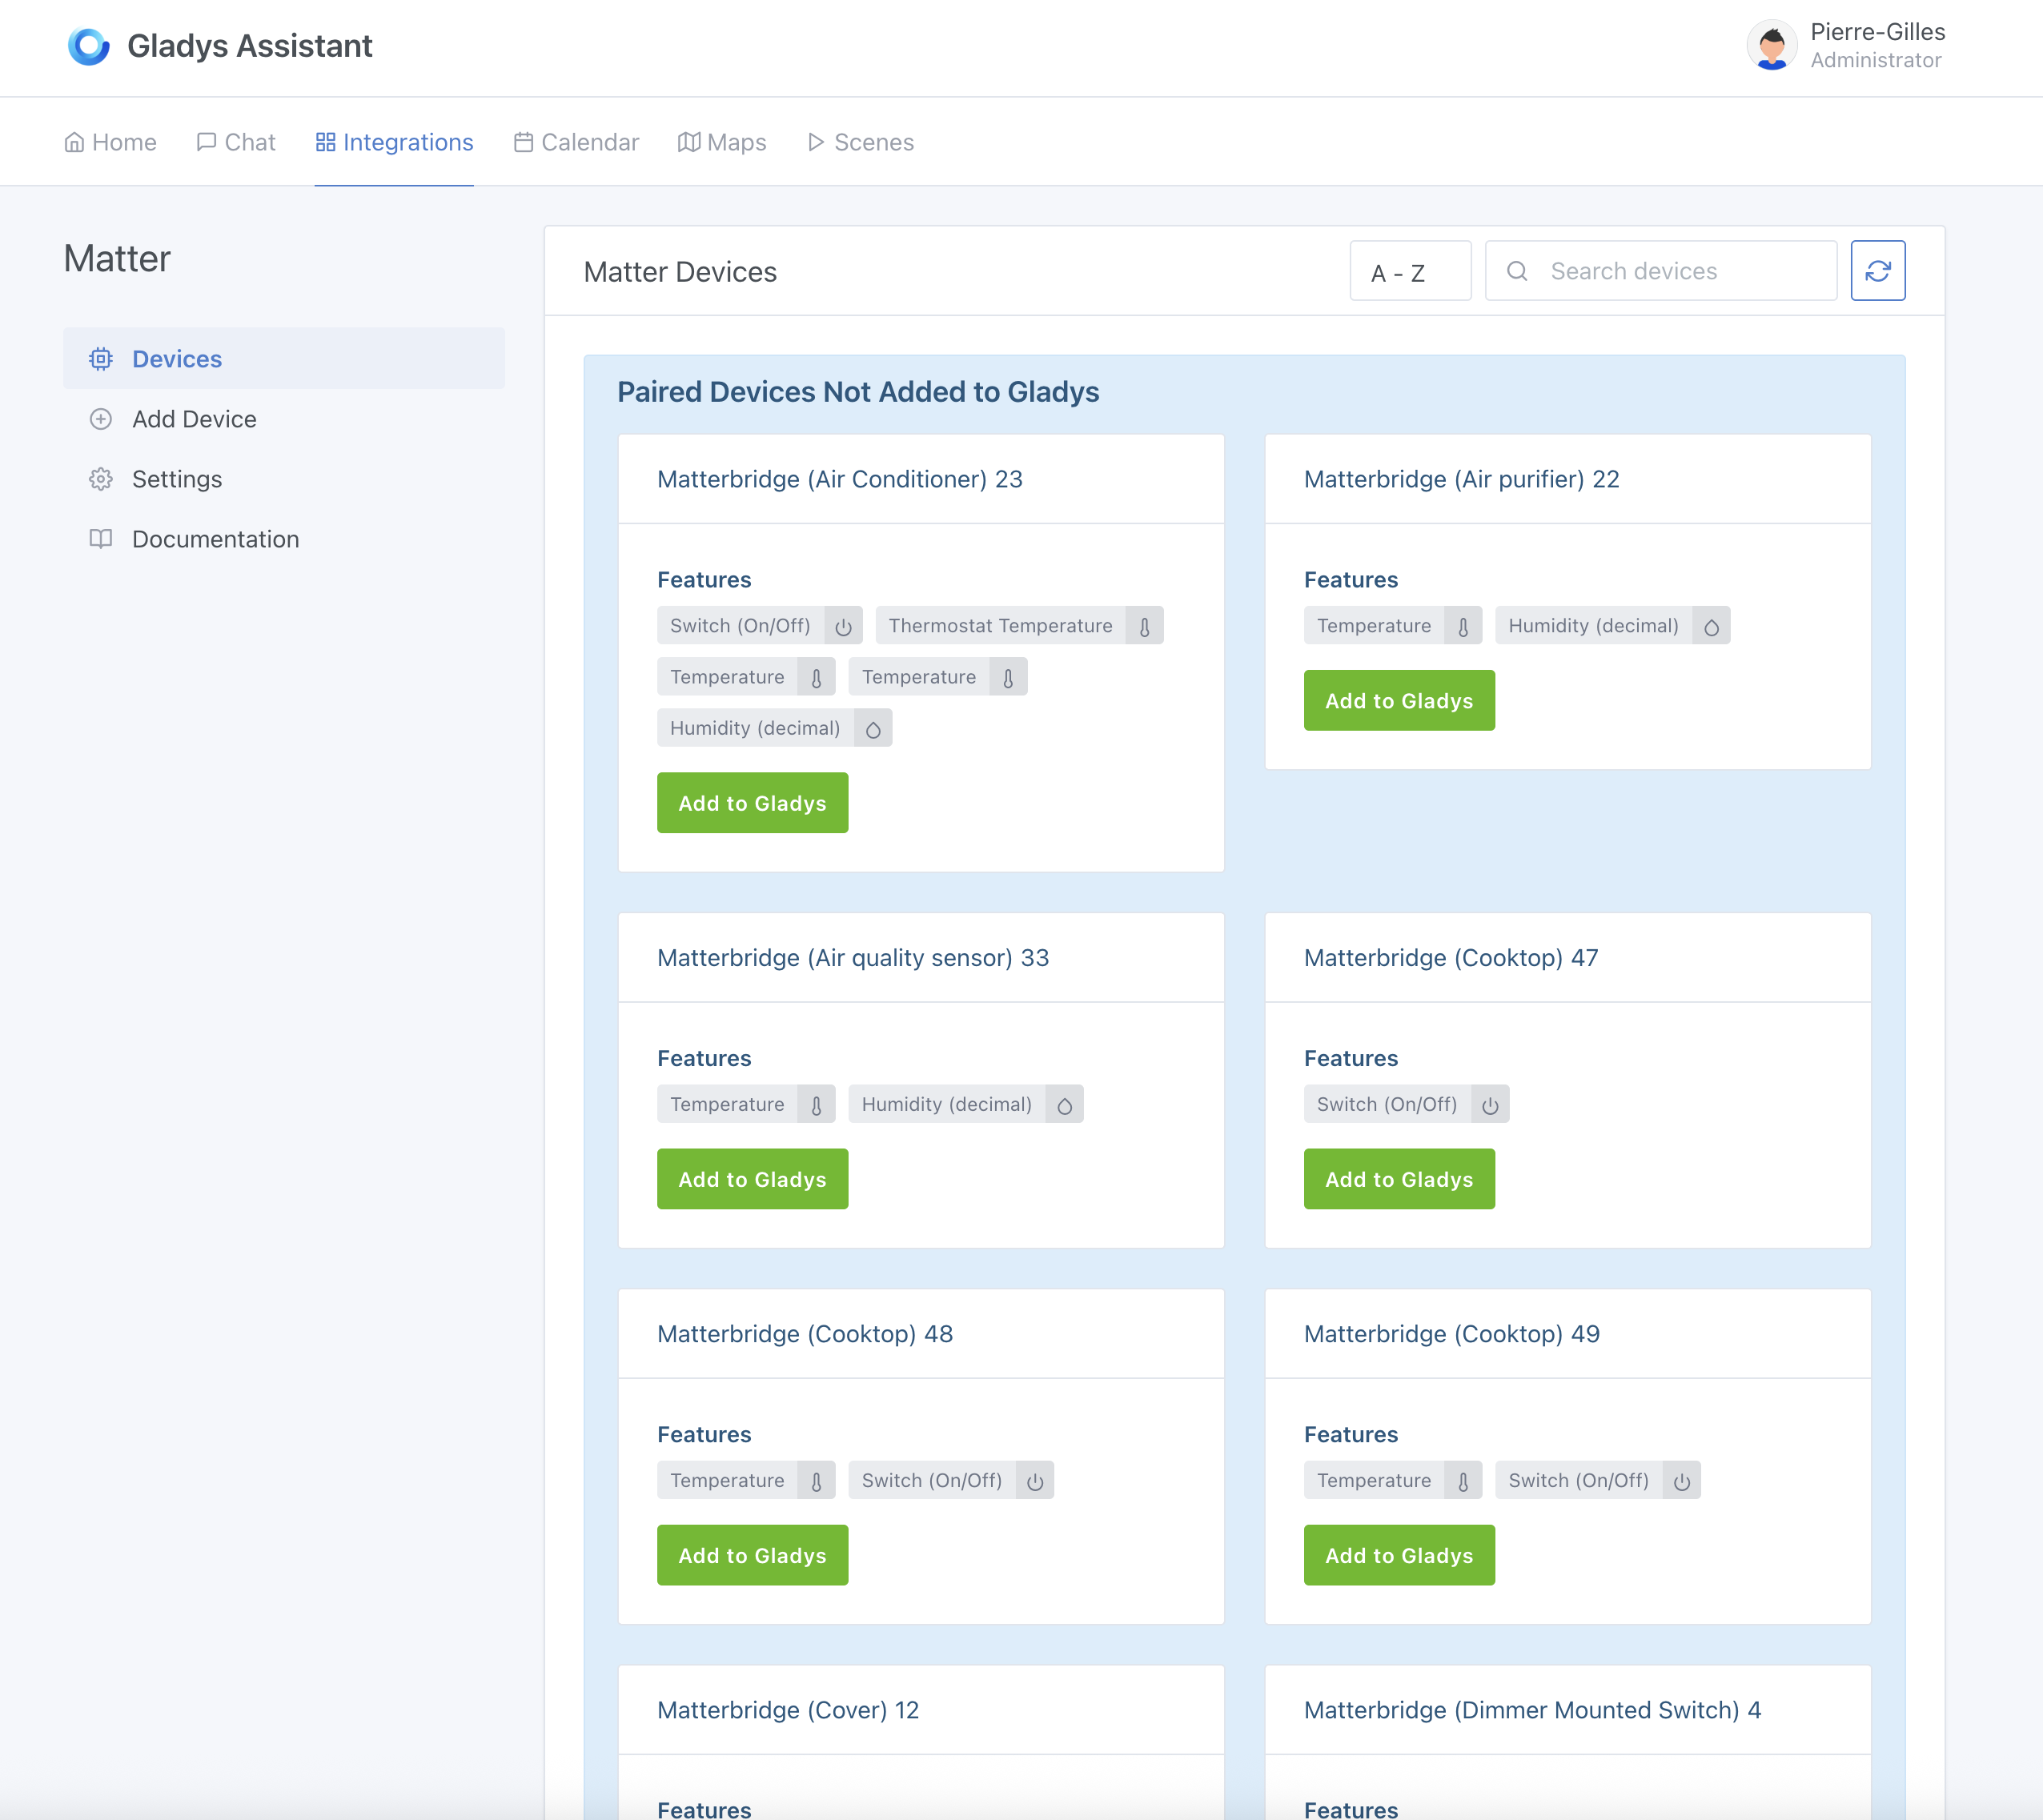 Gladys Assistant
Pierre-Gilles
Administrator
Home
Chat
Integrations
Calendar
Maps
Scenes
Matter
Devices
Add Device
Settings
Documentation
Matter Devices
A - Z
Search devices
Paired Devices Not Added to Gladys
Matterbridge (Air Conditioner) 23
Features
Switch (On/Off)
Thermostat Temperature
Temperature
Temperature
Humidity (decimal)
Add to Gladys
Matterbridge (Air purifier) 22
Features
Temperature
Humidity (decimal)
Add to Gladys
Matterbridge (Air quality sensor) 33
Features
Temperature
Humidity (decimal)
Add to Gladys
Matterbridge (Cooktop) 47
Features
Switch (On/Off)
Add to Gladys
Matterbridge (Cooktop) 48
Features
Temperature
Switch (On/Off)
Add to Gladys
Matterbridge (Cooktop) 49
Features
Temperature
Switch (On/Off)
Add to Gladys
Matterbridge (Cover) 12
Features
Matterbridge (Dimmer Mounted Switch) 4
Features